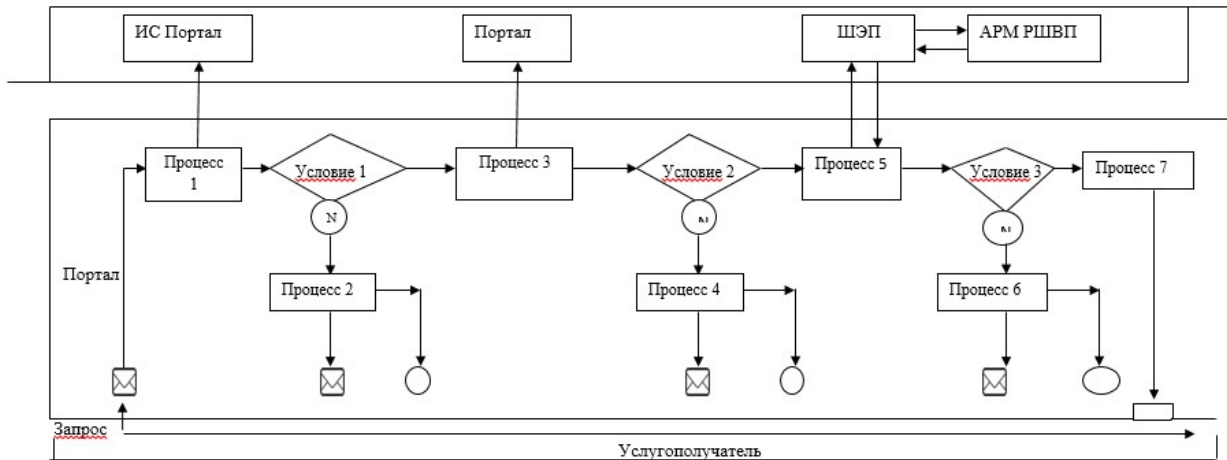 ИС Портал
Портал
ШЭП
АРМ РШВП
Процесс
1
Условие 1
Процесс 3
Условие 2
Процесс 5
Условие 3
Процесс 7
N
Портал
Процесс 2
Процесс 4
Процесс 6
Запрос
Услугополучатель